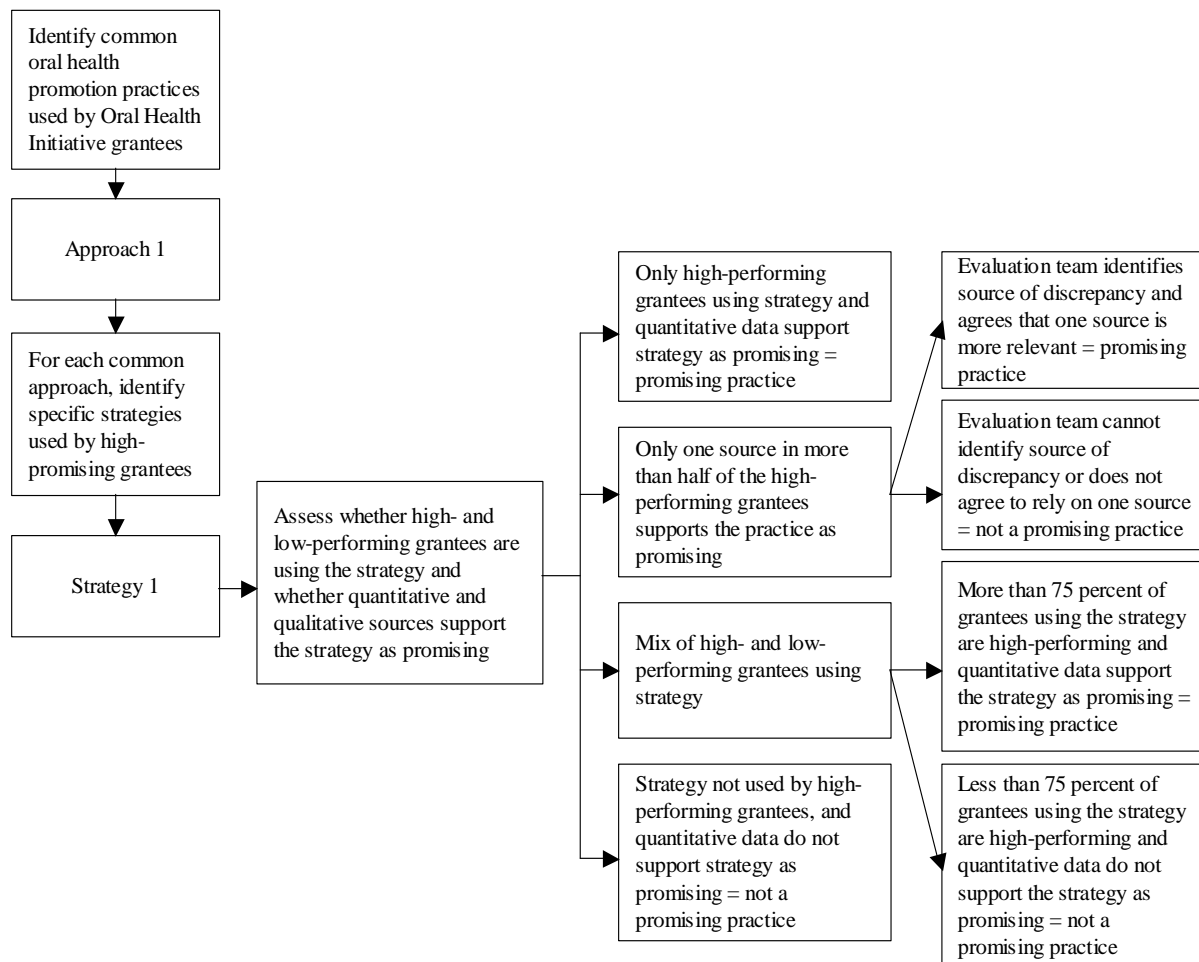 Identify common
oral health
promotion practices
used by Oral Health
Initiative grantees
Approach 1
For each common
approach, identify
specific strategies
used by high-
promising grantees
Strategy 1
Assess whether high- and
low-performing grantees are
using the strategy and
whether quantitative and
qualitative sources support
the strategy as promising
Only high-performing
grantees using strategy and
quantitative data support
strategy as promising =
promising practice
Only one source in more
than half of the high-
performing grantees
supports the practice as
promising
Mix of high- and low-
performing grantees using
strategy
Strategy not used by high-
performing grantees, and
quantitative data do not
support strategy as
promising = not a
promising practice
Evaluation team identifies
source of discrepancy and
agrees that one source is
more relevant = promising
practice
Evaluation team cannot
identify source of
discrepancy or does not
agree to rely on one source
= not a promising practice
More than 75 percent of
grantees using the strategy
are high-performing and
quantitative data support
the strategy as promising =
promising practice
Less than 75 percent of
grantees using the strategy
are high-performing and
quantitative data do not
support the strategy as
promising = not a
promising practice